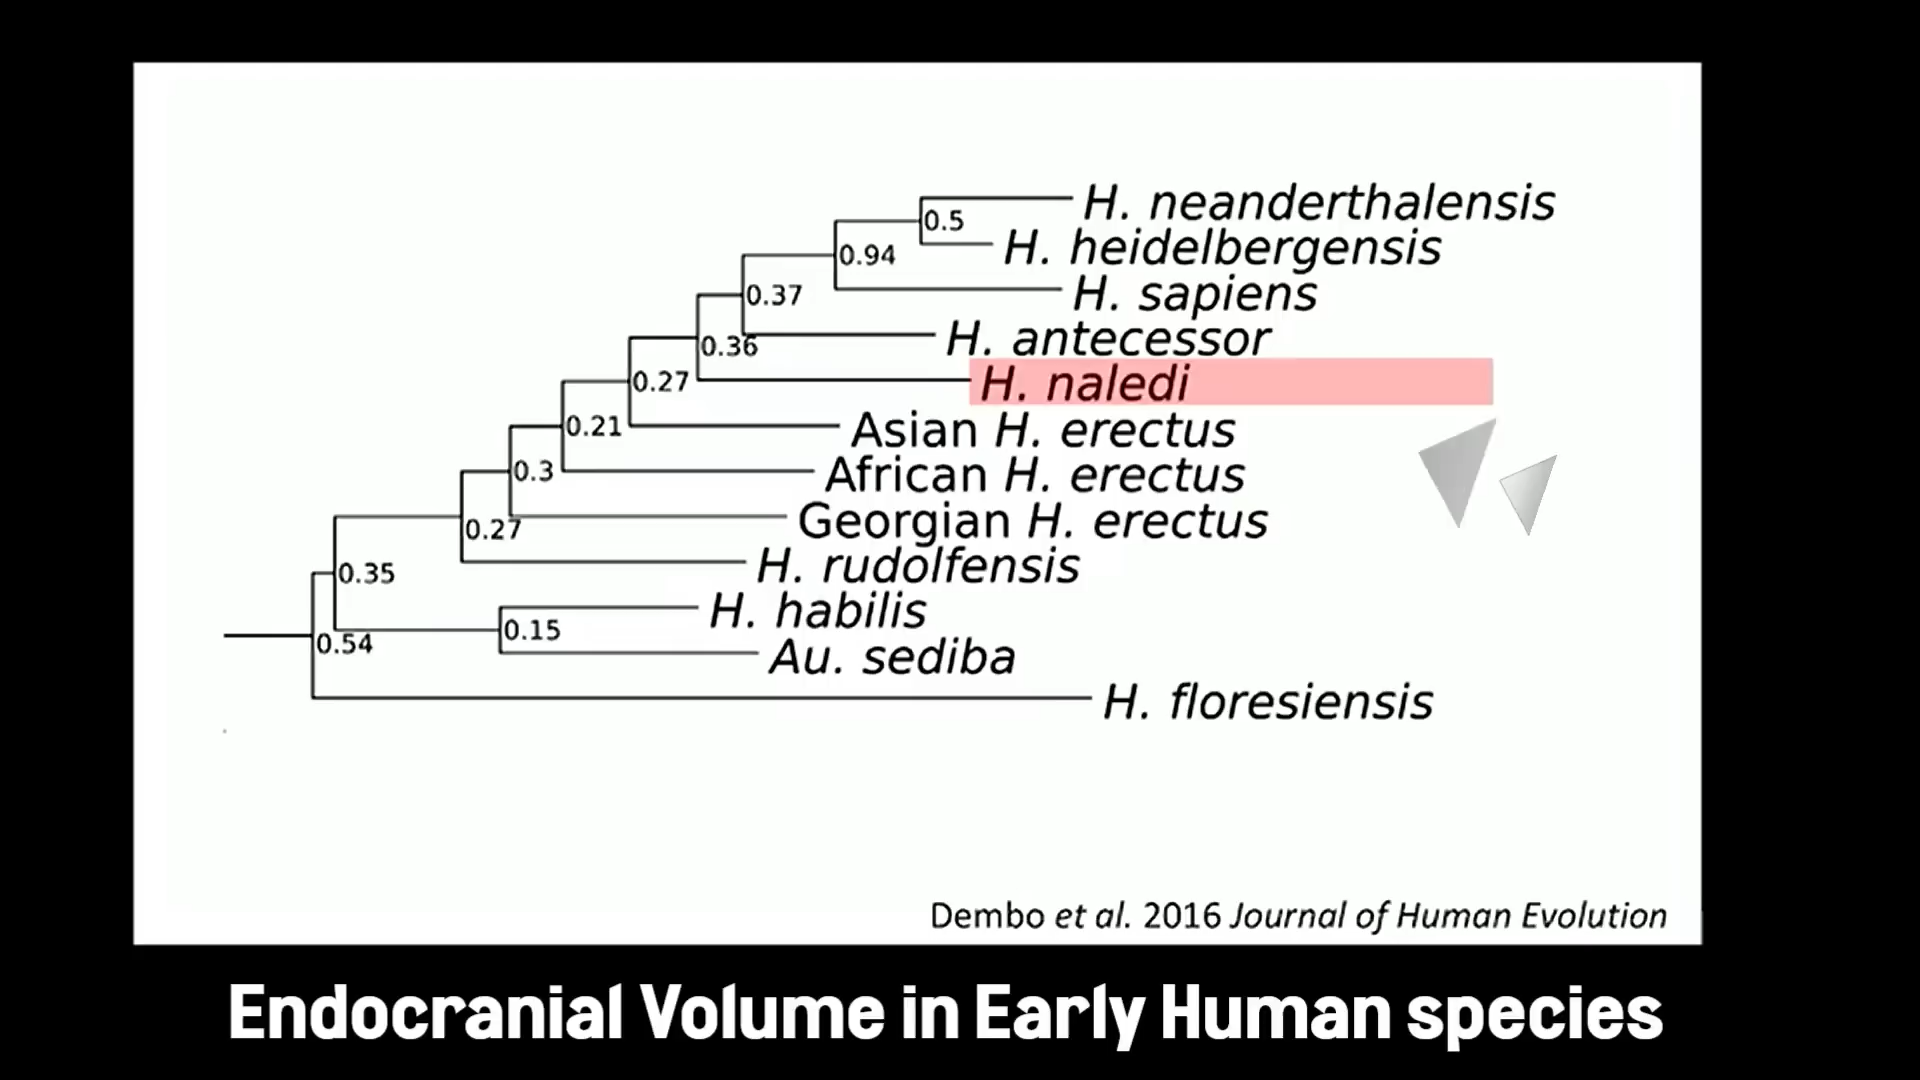 H. neanderthalensis
0.5
H. heidelbergensis
0.94
H. sapiens
0.37
H. antecessor
0.36
H. naledi
0.27
Asian H. erectus
0.21
African H. erectus
0.3
Georgian H. erectus
0.27
H. rudolfensis
0.35
H. habilis
0.15
0.54
Au. sediba
H. floresiensis
Dembo et al. 2016 Journal of Human Evolution
Endocranial Volume in Early Human species